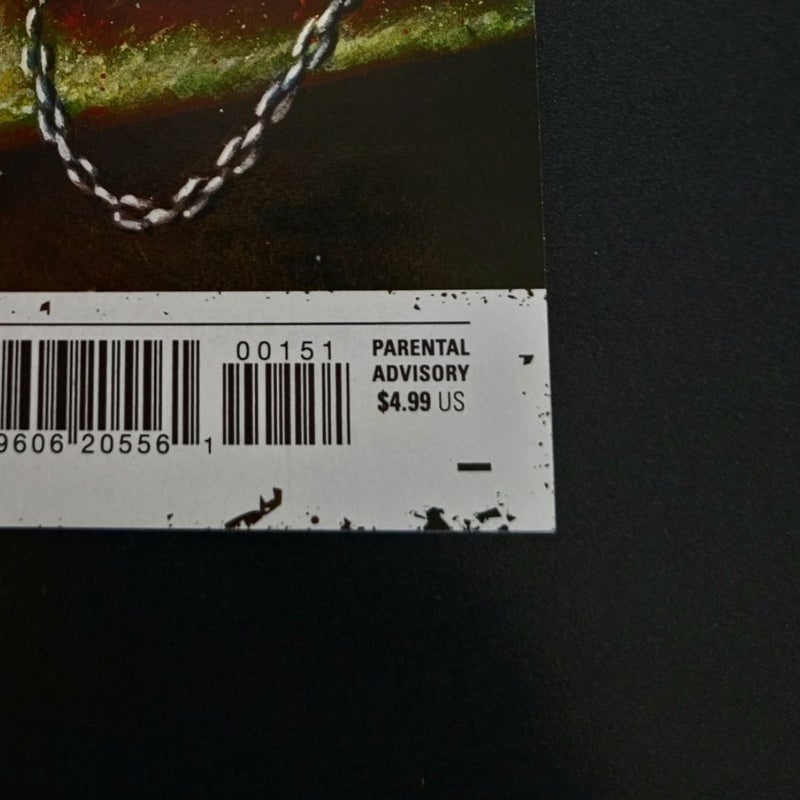 00151
9606 20556 1
PARENTAL
ADVISORY
$4.99 US